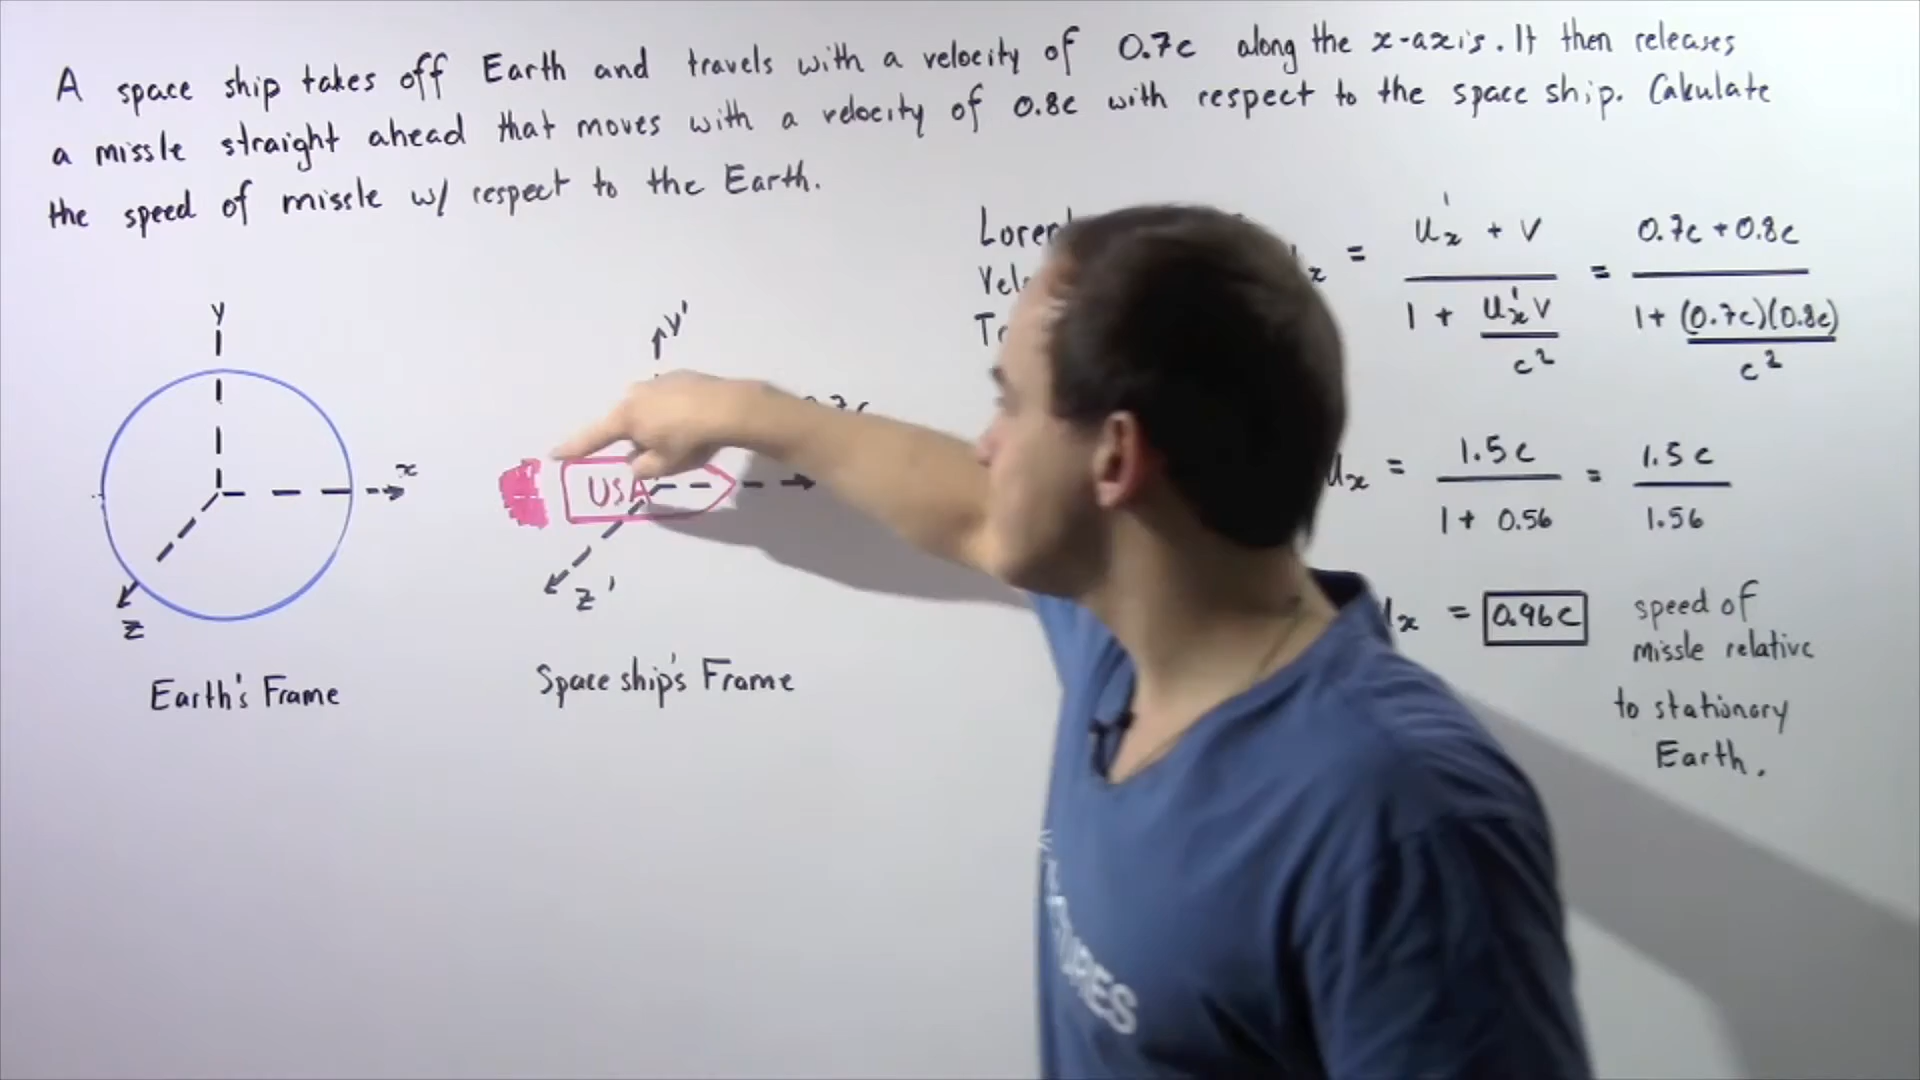 A space ship takes off Earth and travels with a velocity of 0.7c along the x-axis. It then releases
a missle straight ahead that moves with a velocity of 0.8c with respect to the space ship. Calculate
the speed of missle w/ respect to the Earth.
y
x
z
Earth's Frame
y'
USA
z'
Space ship's Frame
x = u'x + v / 1 + u'x v / c² = 0.7c + 0.8c / 1 + (0.7c)(0.8c) / c²
ux = 1.5c / 1 + 0.56 = 1.5c / 1.56
x = 0.96c
speed of
missle relative
to stationary
Earth.